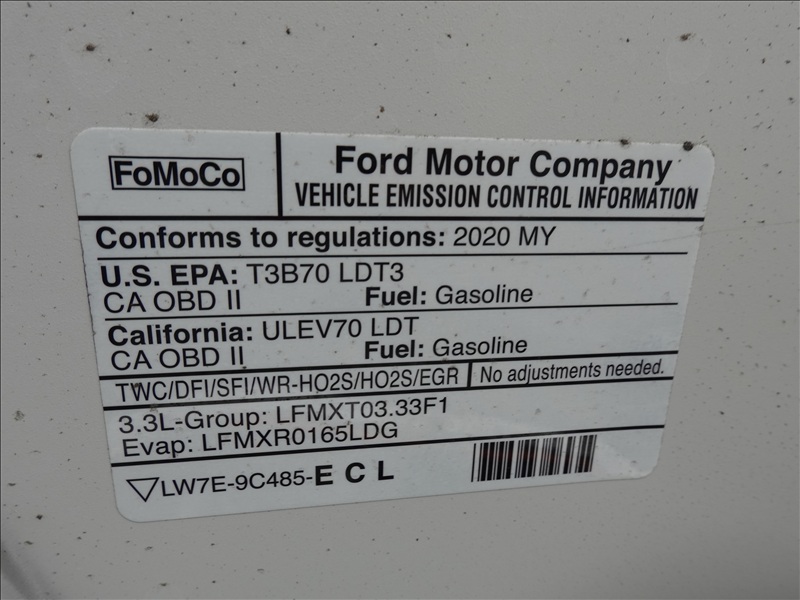 FoMoCo
Ford Motor Company
VEHICLE EMISSION CONTROL INFORMATION
Conforms to regulations: 2020 MY
U.S. EPA: T3B70 LDT3
CA OBD II Fuel: Gasoline
California: ULEV70 LDT
CA OBD II Fuel: Gasoline
TWC/DFI/SFI/WR-HO2S/HO2S/EGR No adjustments needed.
3.3L-Group: LFMXT03.33F1
Evap: LFMXR0165LDG
LW7E-9C485-E C L